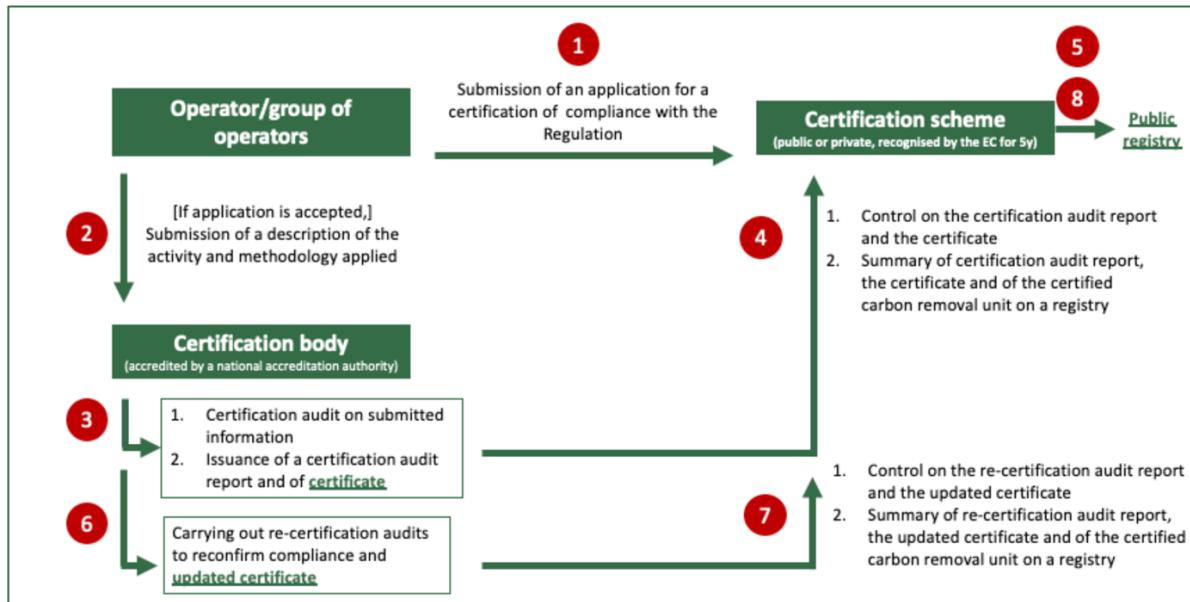 1
5
8
Submission of an application for a
certification of compliance with the
Regulation
Operator/group of
operators
Certification scheme
(public or private, recognised by the EC for 5y)
Public
registry
2
[If application is accepted,]
Submission of a description of the
activity and methodology applied
4
1. Control on the certification audit report
and the certificate
2. Summary of certification audit report,
the certificate and of the certified
carbon removal unit on a registry
Certification body
(accredited by a national accreditation authority)
3
1. Certification audit on submitted
information
2. Issuance of a certification audit
report and of certificate
6
Carrying out re-certification audits
to reconfirm compliance and
updated certificate
7
1. Control on the re-certification audit report
and the updated certificate
2. Summary of re-certification audit report,
the updated certificate and of the certified
carbon removal unit on a registry